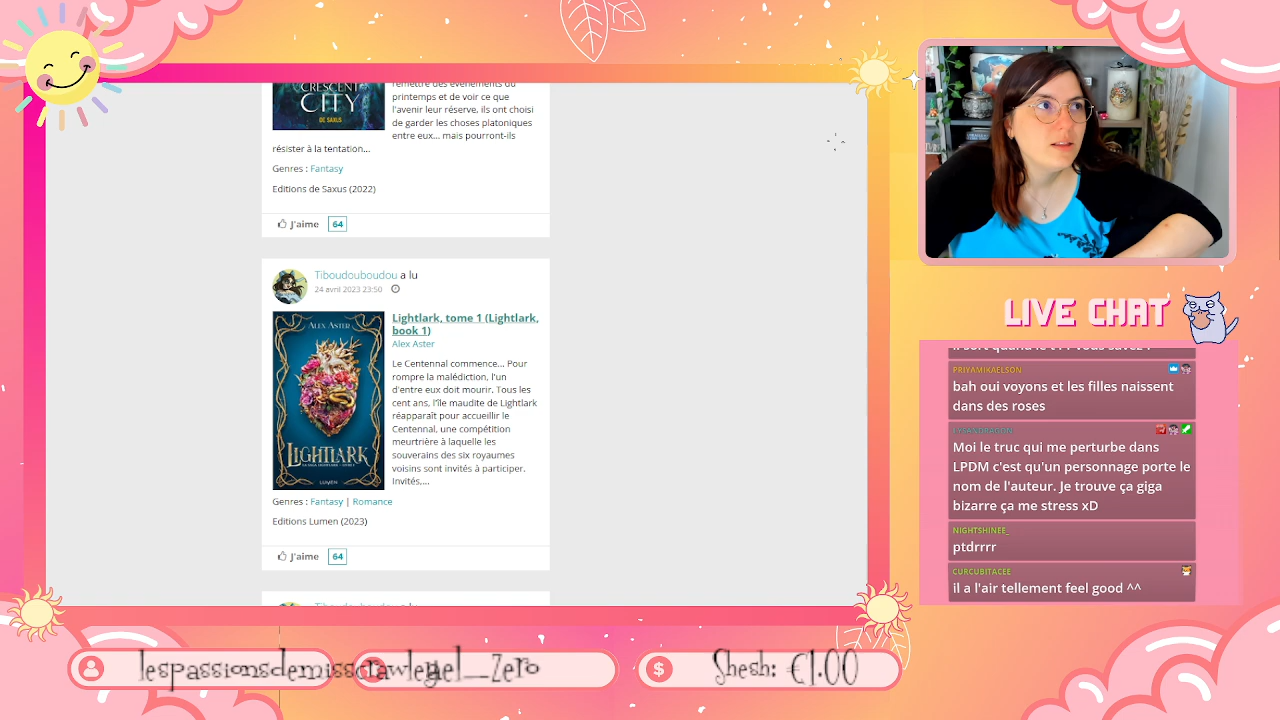 CRESCENT
CITY
DE SAXUS
remettre des événements du
printemps et de voir ce que
l'avenir leur réserve, ils ont choisi
de garder les choses platoniques
entre eux... mais pourront-ils
résister à la tentation...
Genres : Fantasy
Editions de Saxus (2022)
J'aime 64
Tiboudouboudou a lu
24 avril 2023 23:50
ALEX ASTER
LIGHTLARK
LUMEN
Lightlark, tome 1 (Lightlark,
book 1)
Alex Aster
Le Centennal commence... Pour
rompre la malédiction, l'un
d'entre eux doit mourir. Tous les
cent ans, l'île maudite de Lightlark
réapparaît pour accueillir le
Centennal, une compétition
meurtrière à laquelle les
souverains des six royaumes
voisins sont invités à participer.
Invités,...
Genres : Fantasy | Romance
Editions Lumen (2023)
J'aime 64
LIVE CHAT
PRIYAMIKAELSON
bah oui voyons et les filles naissent
dans des roses
Moi le truc qui me perturbe dans
LPDM c'est qu'un personnage porte le
nom de l'auteur. Je trouve ça giga
bizarre ça me stress xD
NIGHTSHINEE_
ptdrrrr
CURCUBITACEE
il a l'air tellement feel good ^^
Shesh: €1.00